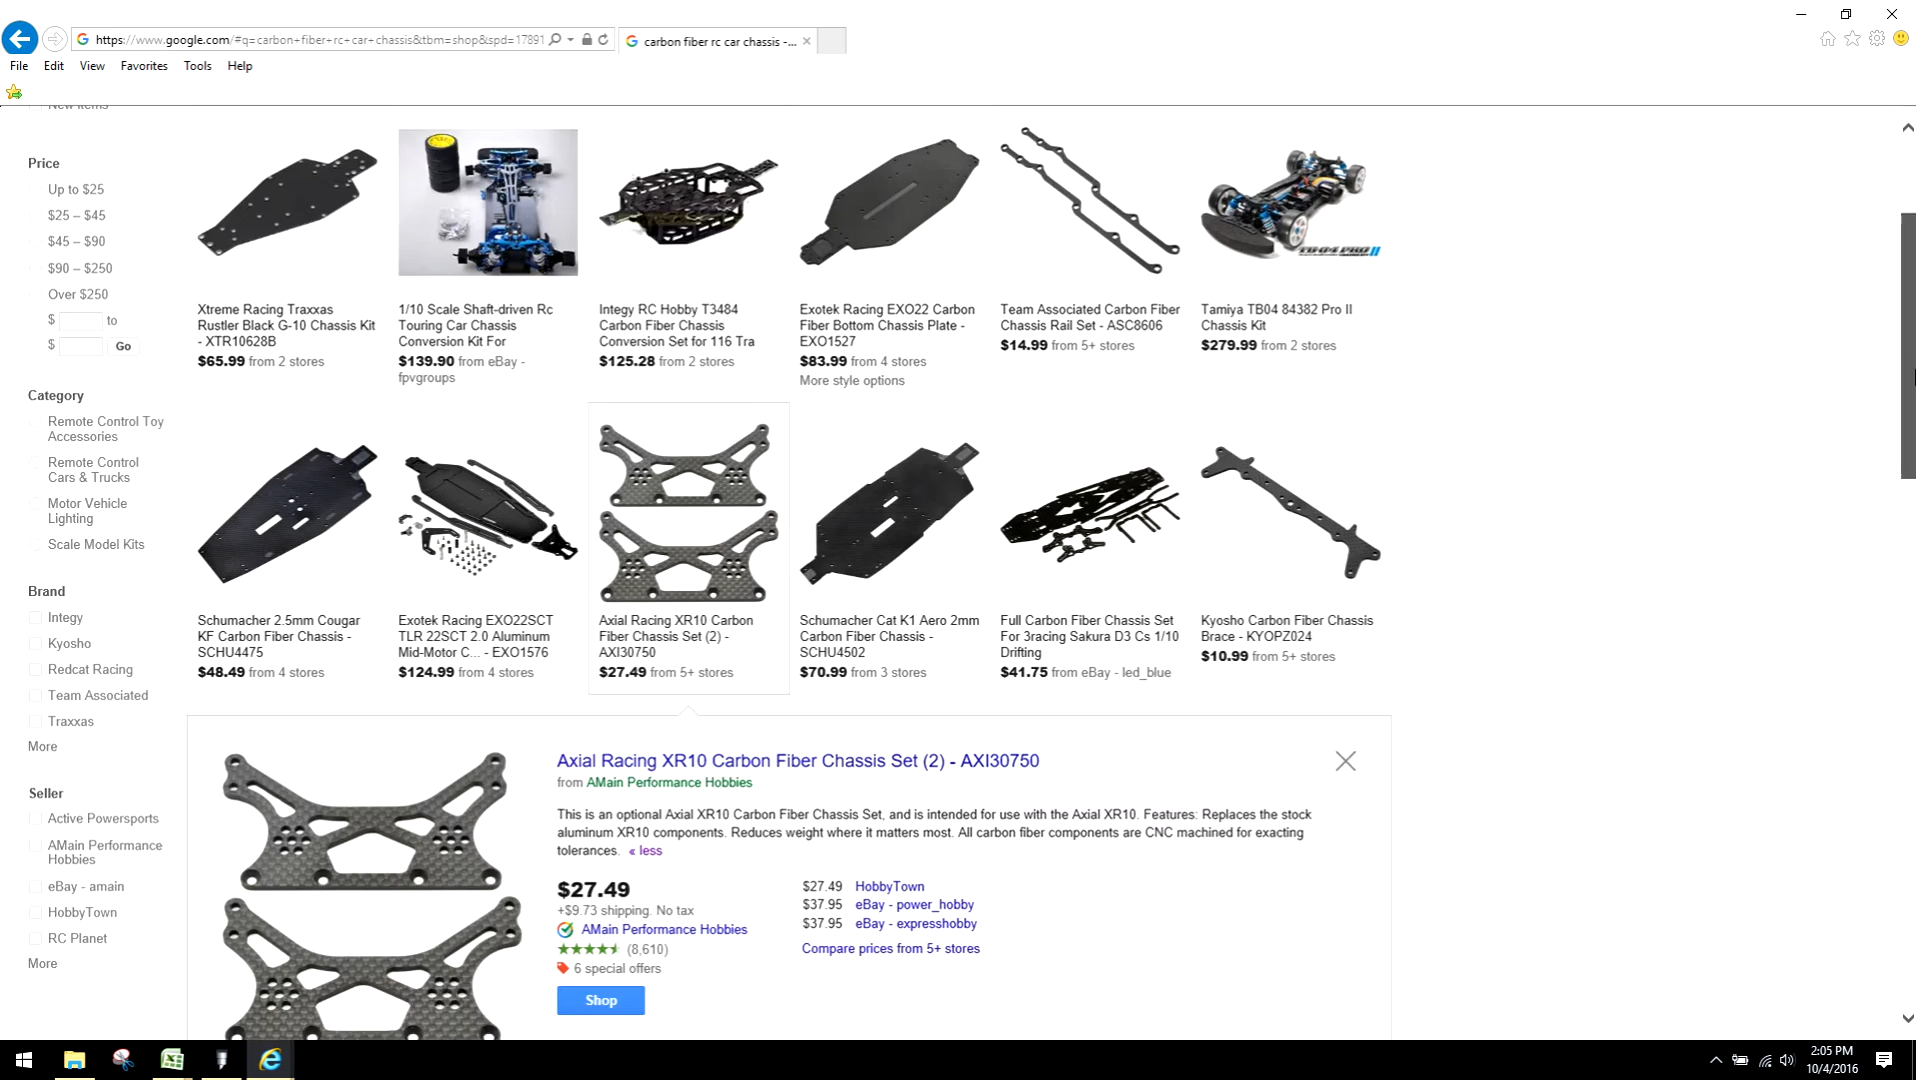 https://www.google.com/#q=carbon+fiber+rc+car+chassis&tbm=shop&spd=17891
carbon fiber rc car chassis -...
File Edit View Favorites Tools Help
New items
Price
Up to $25
$25 – $45
$45 – $90
$90 – $250
Over $250
$ to
$ Go
Category
Remote Control Toy
Accessories
Remote Control
Cars & Trucks
Motor Vehicle
Lighting
Scale Model Kits
Brand
Integy
Kyosho
Redcat Racing
Team Associated
Traxxas
More
Seller
Active Powersports
AMain Performance
Hobbies
eBay - amain
HobbyTown
RC Planet
More
TB04 PRO II
Xtreme Racing Traxxas
Rustler Black G-10 Chassis Kit
- XTR10628B
$65.99 from 2 stores
1/10 Scale Shaft-driven Rc
Touring Car Chassis
Conversion Kit For
$139.90 from eBay -
fpvgroups
Integy RC Hobby T3484
Carbon Fiber Chassis
Conversion Set for 116 Tra
$125.28 from 2 stores
Exotek Racing EXO22 Carbon
Fiber Bottom Chassis Plate -
EXO1527
$83.99 from 4 stores
More style options
Team Associated Carbon Fiber
Chassis Rail Set - ASC8606
$14.99 from 5+ stores
Tamiya TB04 84382 Pro II
Chassis Kit
$279.99 from 2 stores
Schumacher 2.5mm Cougar
KF Carbon Fiber Chassis -
SCHU4475
$48.49 from 4 stores
Exotek Racing EXO22SCT
TLR 22SCT 2.0 Aluminum
Mid-Motor C... - EXO1576
$124.99 from 4 stores
Axial Racing XR10 Carbon
Fiber Chassis Set (2) -
AXI30750
$27.49 from 5+ stores
Schumacher Cat K1 Aero 2mm
Carbon Fiber Chassis -
SCHU4502
$70.99 from 3 stores
Full Carbon Fiber Chassis Set
For 3racing Sakura D3 Cs 1/10
Drifting
$41.75 from eBay - led_blue
Kyosho Carbon Fiber Chassis
Brace - KYOPZ024
$10.99 from 5+ stores
Axial Racing XR10 Carbon Fiber Chassis Set (2) - AXI30750
from AMain Performance Hobbies
This is an optional Axial XR10 Carbon Fiber Chassis Set, and is intended for use with the Axial XR10. Features: Replaces the stock
aluminum XR10 components. Reduces weight where it matters most. All carbon fiber components are CNC machined for exacting
tolerances. « less
$27.49
+$9.73 shipping. No tax
AMain Performance Hobbies
(8,610)
6 special offers
Shop
$27.49 HobbyTown
$37.95 eBay - power_hobby
$37.95 eBay - expresshobby
Compare prices from 5+ stores
2:05 PM
10/4/2016